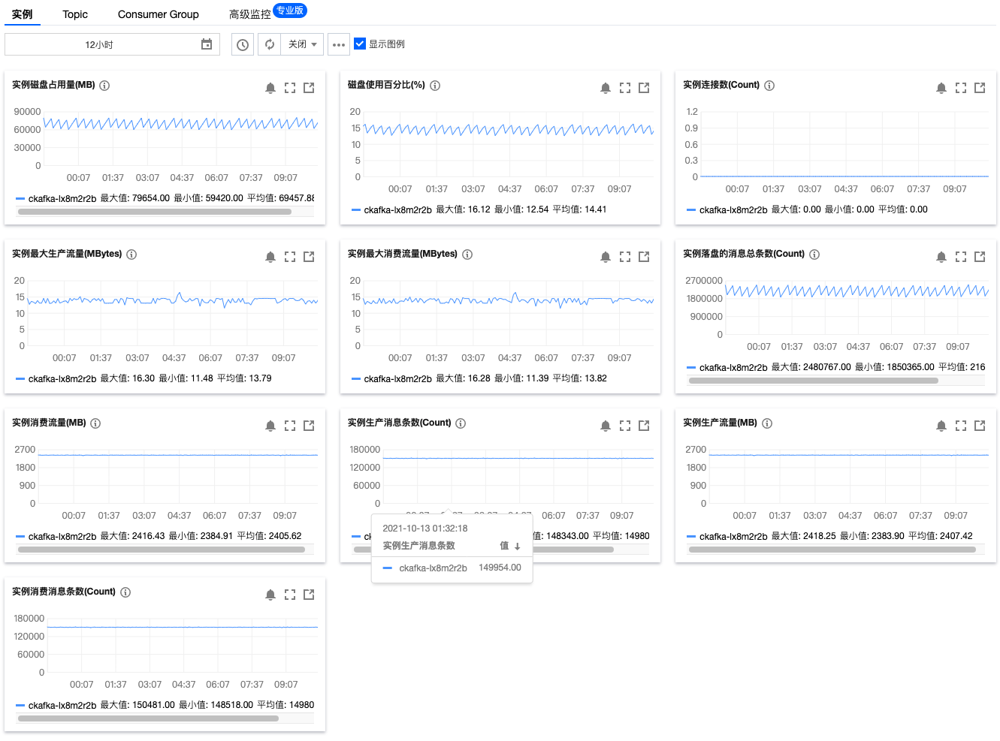 实例 Topic Consumer Group 高级监控 专业版
12小时 关闭 显示图例
实例磁盘占用量(MB)
90000
60000
30000
0
00:07 01:37 03:07 04:37 06:07 07:37 09:07
ckafka-lx8m2r2b 最大值: 79654.00 最小值: 59420.00 平均值: 69457.88
磁盘使用百分比(%)
20
15
10
5
0
00:07 01:37 03:07 04:37 06:07 07:37 09:07
ckafka-lx8m2r2b 最大值: 16.12 最小值: 12.54 平均值: 14.41
实例连接数(Count)
1.2
0.9
0.6
0.3
0
00:07 01:37 03:07 04:37 06:07 07:37 09:07
ckafka-lx8m2r2b 最大值: 0.00 最小值: 0.00 平均值: 0.00
实例最大生产流量(MBytes)
20
15
10
5
0
00:07 01:37 03:07 04:37 06:07 07:37 09:07
ckafka-lx8m2r2b 最大值: 16.30 最小值: 11.48 平均值: 13.79
实例最大消费流量(MBytes)
20
15
10
5
0
00:07 01:37 03:07 04:37 06:07 07:37 09:07
ckafka-lx8m2r2b 最大值: 16.28 最小值: 11.39 平均值: 13.82
实例落盘的消息总条数(Count)
2700000
1800000
900000
0
00:07 01:37 03:07 04:37 06:07 07:37 09:07
ckafka-lx8m2r2b 最大值: 2480767.00 最小值: 1850365.00 平均值: 216
实例消费流量(MB)
2700
1800
900
0
00:07 01:37 03:07 04:37 06:07 07:37 09:07
ckafka-lx8m2r2b 最大值: 2416.43 最小值: 2384.91 平均值: 2405.62
实例生产消息条数(Count)
180000
120000
60000
0
06:07 07:37 09:07
ck 值: 148343.00 平均值: 14980
2021-10-13 01:32:18
实例生产消息条数 值 ↓
ckafka-lx8m2r2b 149954.00
实例生产流量(MB)
2700
1800
900
0
00:07 01:37 03:07 04:37 06:07 07:37 09:07
ckafka-lx8m2r2b 最大值: 2418.25 最小值: 2383.90 平均值: 2407.42
实例消费消息条数(Count)
180000
120000
60000
0
00:07 01:37 03:07 04:37 06:07 07:37 09:07
ckafka-lx8m2r2b 最大值: 150481.00 最小值: 148518.00 平均值: 14980